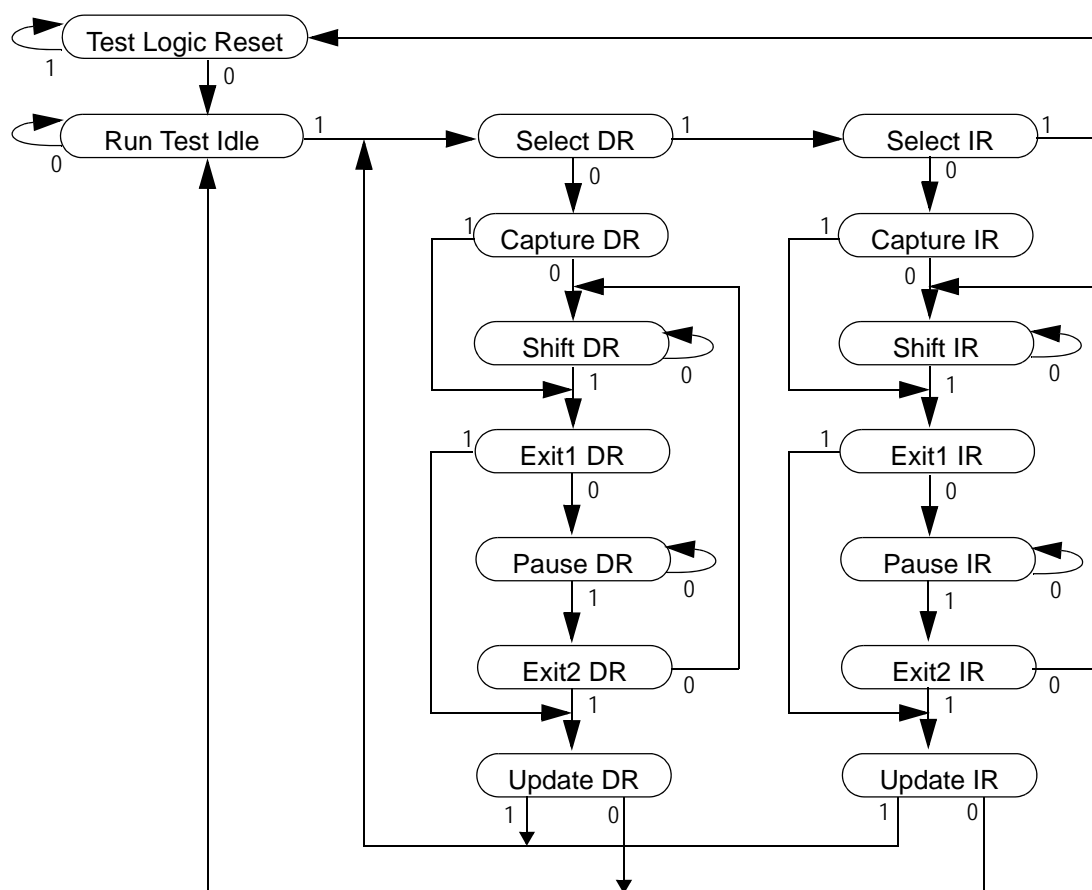 Test Logic Reset
1
0
Run Test Idle
0
1
Select DR
1
0
Select IR
1
0
1
Capture DR
0
1
Capture IR
0
Shift DR
0
1
Shift IR
0
1
1
Exit1 DR
0
1
Exit1 IR
0
Pause DR
0
1
Pause IR
0
1
Exit2 DR
0
1
Exit2 IR
0
1
Update DR
1
0
Update IR
1
0